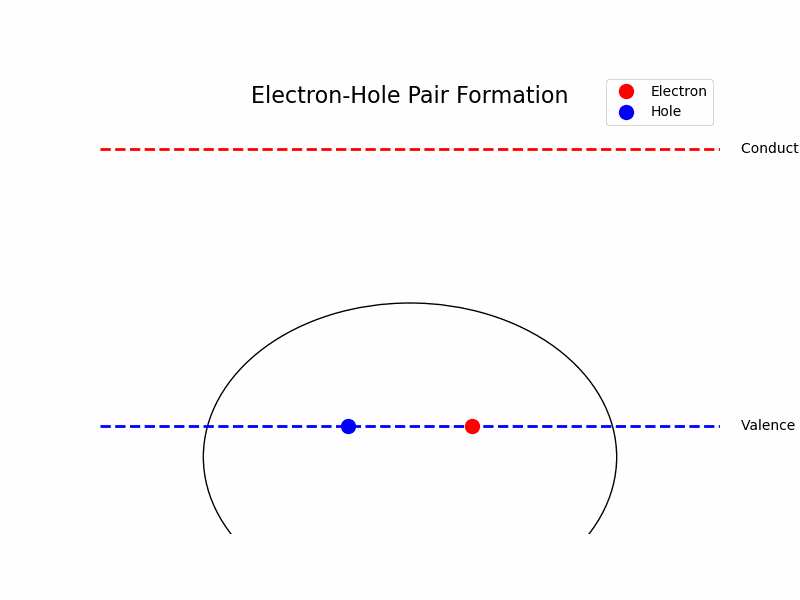 Electron-Hole Pair Formation
Electron
Hole
Conduct
Valence